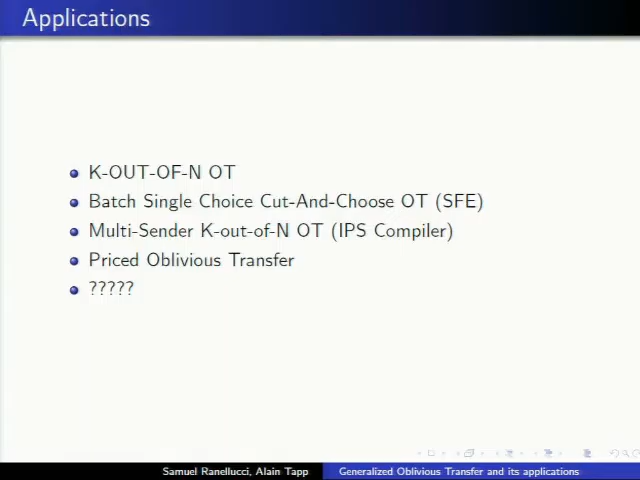 Applications
K-OUT-OF-N OT
Batch Single Choice Cut-And-Choose OT (SFE)
Multi-Sender K-out-of-N OT (IPS Compiler)
Priced Oblivious Transfer
?????
Samuel Ranellucci, Alain Tapp
Generalized Oblivious Transfer and its applications